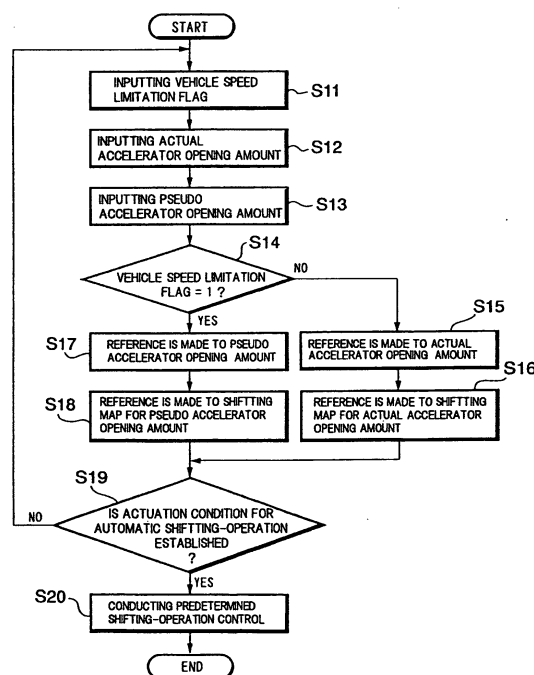 START
INPUTTING VEHICLE SPEED
LIMITATION FLAG
S11
INPUTTING ACTUAL
ACCELERATOR OPENING AMOUNT
S12
INPUTTING PSEUDO
ACCELERATOR OPENING AMOUNT
S13
S14
VEHICLE SPEED LIMITATION
FLAG = 1 ?
NO
YES
S15
S17
REFERENCE IS MADE TO PSEUDO
ACCELERATOR OPENING AMOUNT
REFERENCE IS MADE TO ACTUAL
ACCELERATOR OPENING AMOUNT
S16
S18
REFERENCE IS MADE TO SHIFTTING
MAP FOR PSEUDO ACCELERATOR
OPENING AMOUNT
REFERENCE IS MADE TO SHIFTTING
MAP FOR ACTUAL ACCELERATOR
OPENING AMOUNT
S19
NO
IS ACTUATION CONDITION FOR
AUTOMATIC SHIFTTING-OPERATION
ESTABLISHED
?
YES
S20
CONDUCTING PREDETERMINED
SHIFTING-OPERATION CONTROL
END